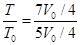 T/T₀ = (7V₀ / 4)/(5V₀ / 4)